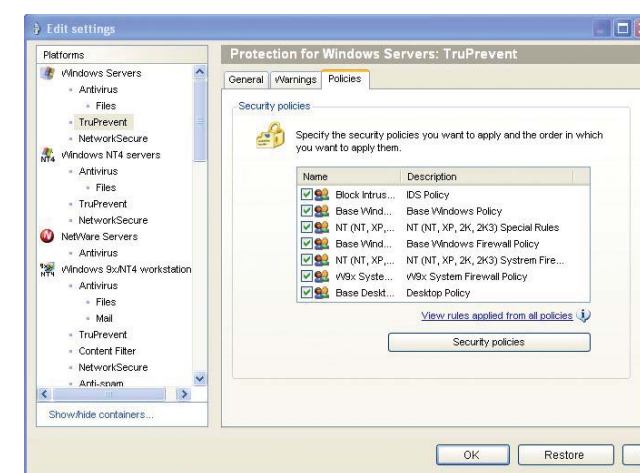 Edit settings
Platforms
Windows Servers
Antivirus
Files
TruPrevent
NetworkSecure
Windows NT4 servers
Antivirus
Files
TruPrevent
NetworkSecure
NetWare Servers
Antivirus
Windows 9x/NT4 workstation
Antivirus
Files
Mail
TruPrevent
Content Filter
NetworkSecure
Anti-spam
Show/hide containers...
Protection for Windows Servers: TruPrevent
General Warnings Policies
Security policies
Specify the security policies you want to apply and the order in which
you want to apply them.
Name Description
Block Intrus... IDS Policy
Base Wind... Base Windows Policy
NT (NT, XP,... NT (NT, XP, 2K, 2K3) Special Rules
Base Wind... Base Windows Firewall Policy
NT (NT, XP,... NT (NT, XP, 2K, 2K3) Systrem Fire...
W9x Syste... W9x System Firewall Policy
Base Deskt... Desktop Policy
View rules applied from all policies
Security policies
OK Restore